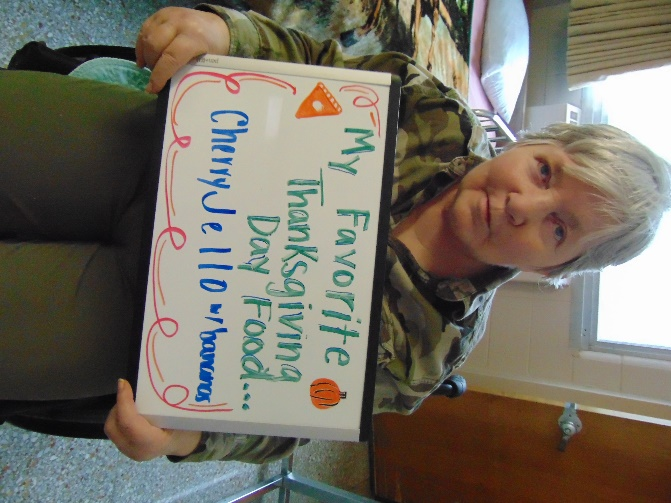 My Favorite
Thanksgiving
Day Food....
Cherry Jello w/ bananas